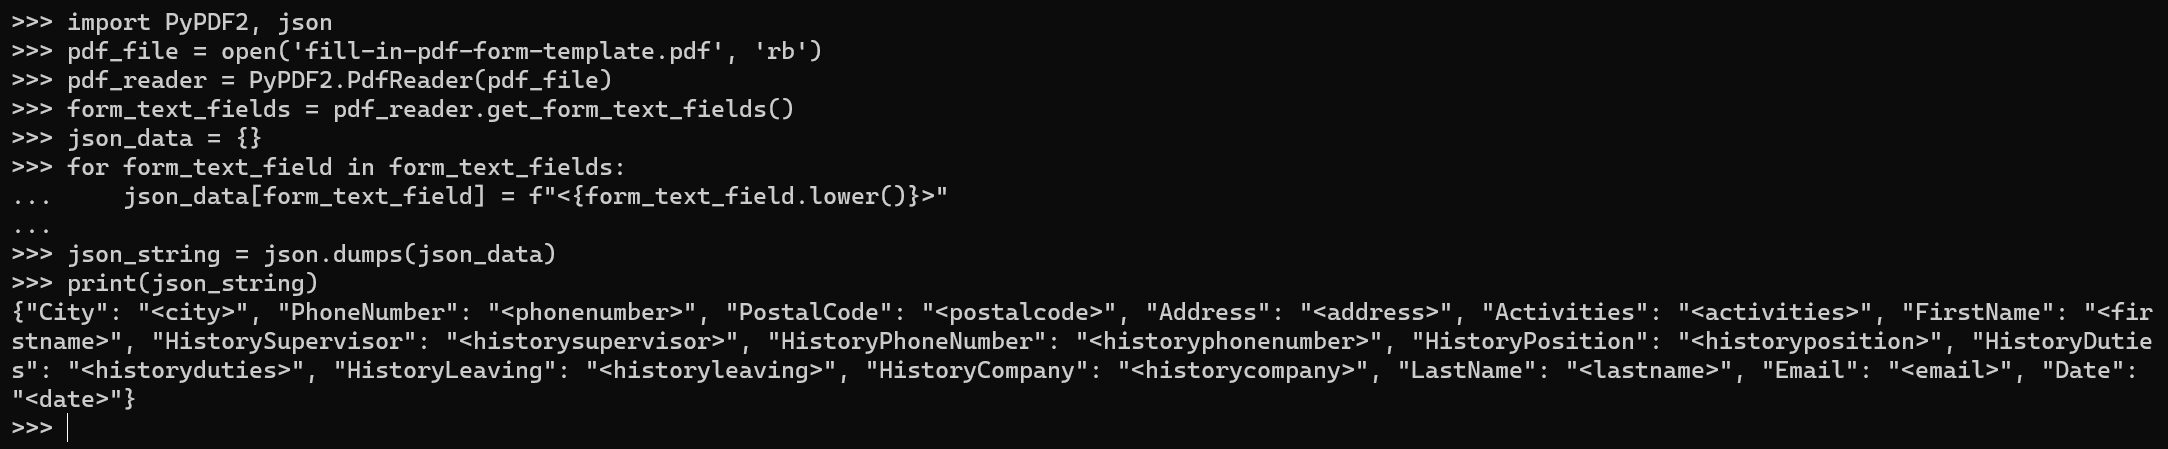 >>> import PyPDF2, json
>>> pdf_file = open('fill-in-pdf-form-template.pdf', 'rb')
>>> pdf_reader = PyPDF2.PdfReader(pdf_file)
>>> form_text_fields = pdf_reader.get_form_text_fields()
>>> json_data = {}
>>> for form_text_field in form_text_fields:
...     json_data[form_text_field] = f"<{form_text_field.lower()}>"
...
>>> json_string = json.dumps(json_data)
>>> print(json_string)
{"City": "<city>", "PhoneNumber": "<phonenumber>", "PostalCode": "<postalcode>", "Address": "<address>", "Activities": "<activities>", "FirstName": "<fir
stname>", "HistorySupervisor": "<historysupervisor>", "HistoryPhoneNumber": "<historyphonenumber>", "HistoryPosition": "<historyposition>", "HistoryDutie
s": "<historyduties>", "HistoryLeaving": "<historyleaving>", "HistoryCompany": "<historycompany>", "LastName": "<lastname>", "Email": "<email>", "Date":
"<date>"}
>>>